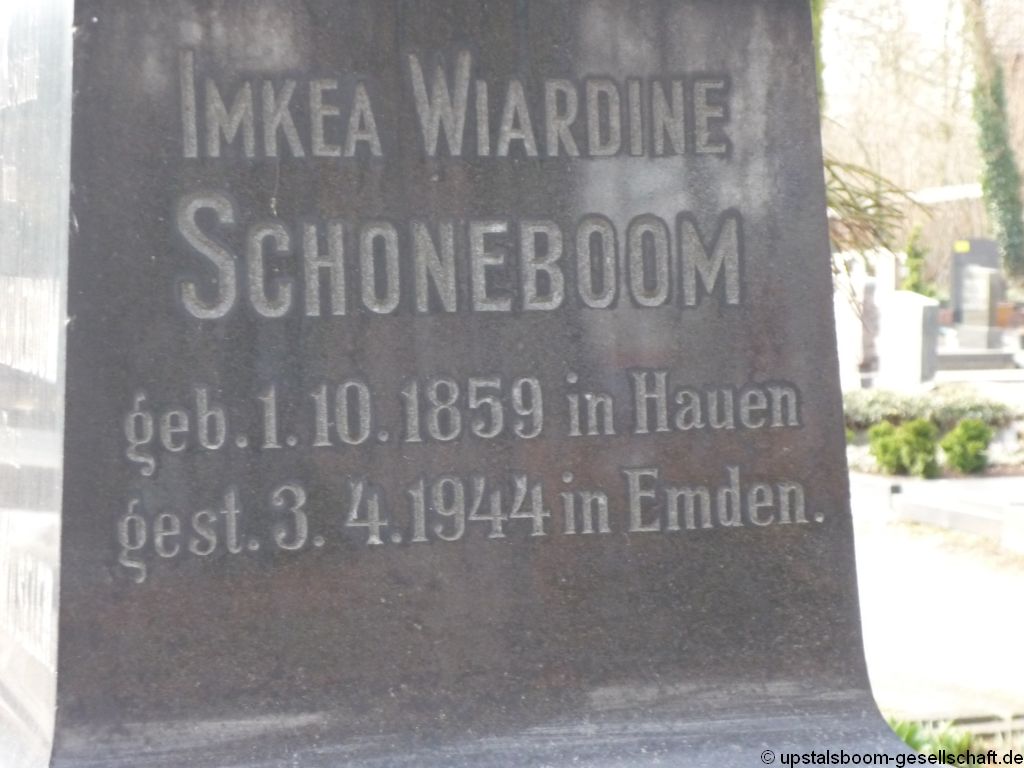 IMKEA WIARDINE
SCHONEBOOM
geb. 1. 10. 1859 in Hauen
gest. 3. 4. 1944 in Emden.
© upstalsboom-gesellschaft.de